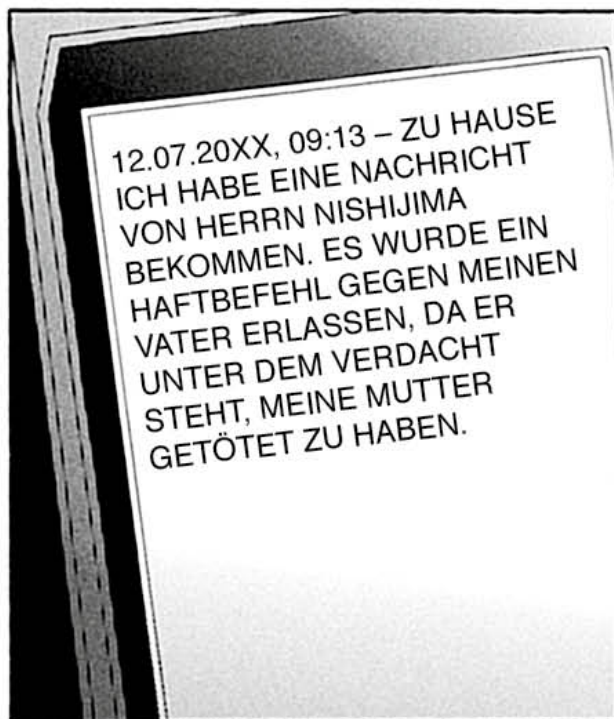 12.07.20XX, 09:13 – ZU HAUSE
ICH HABE EINE NACHRICHT
VON HERRN NISHIJIMA
BEKOMMEN. ES WURDE EIN
HAFTBEFEHL GEGEN MEINEN
VATER ERLASSEN, DA ER
UNTER DEM VERDACHT
STEHT, MEINE MUTTER
GETÖTET ZU HABEN.